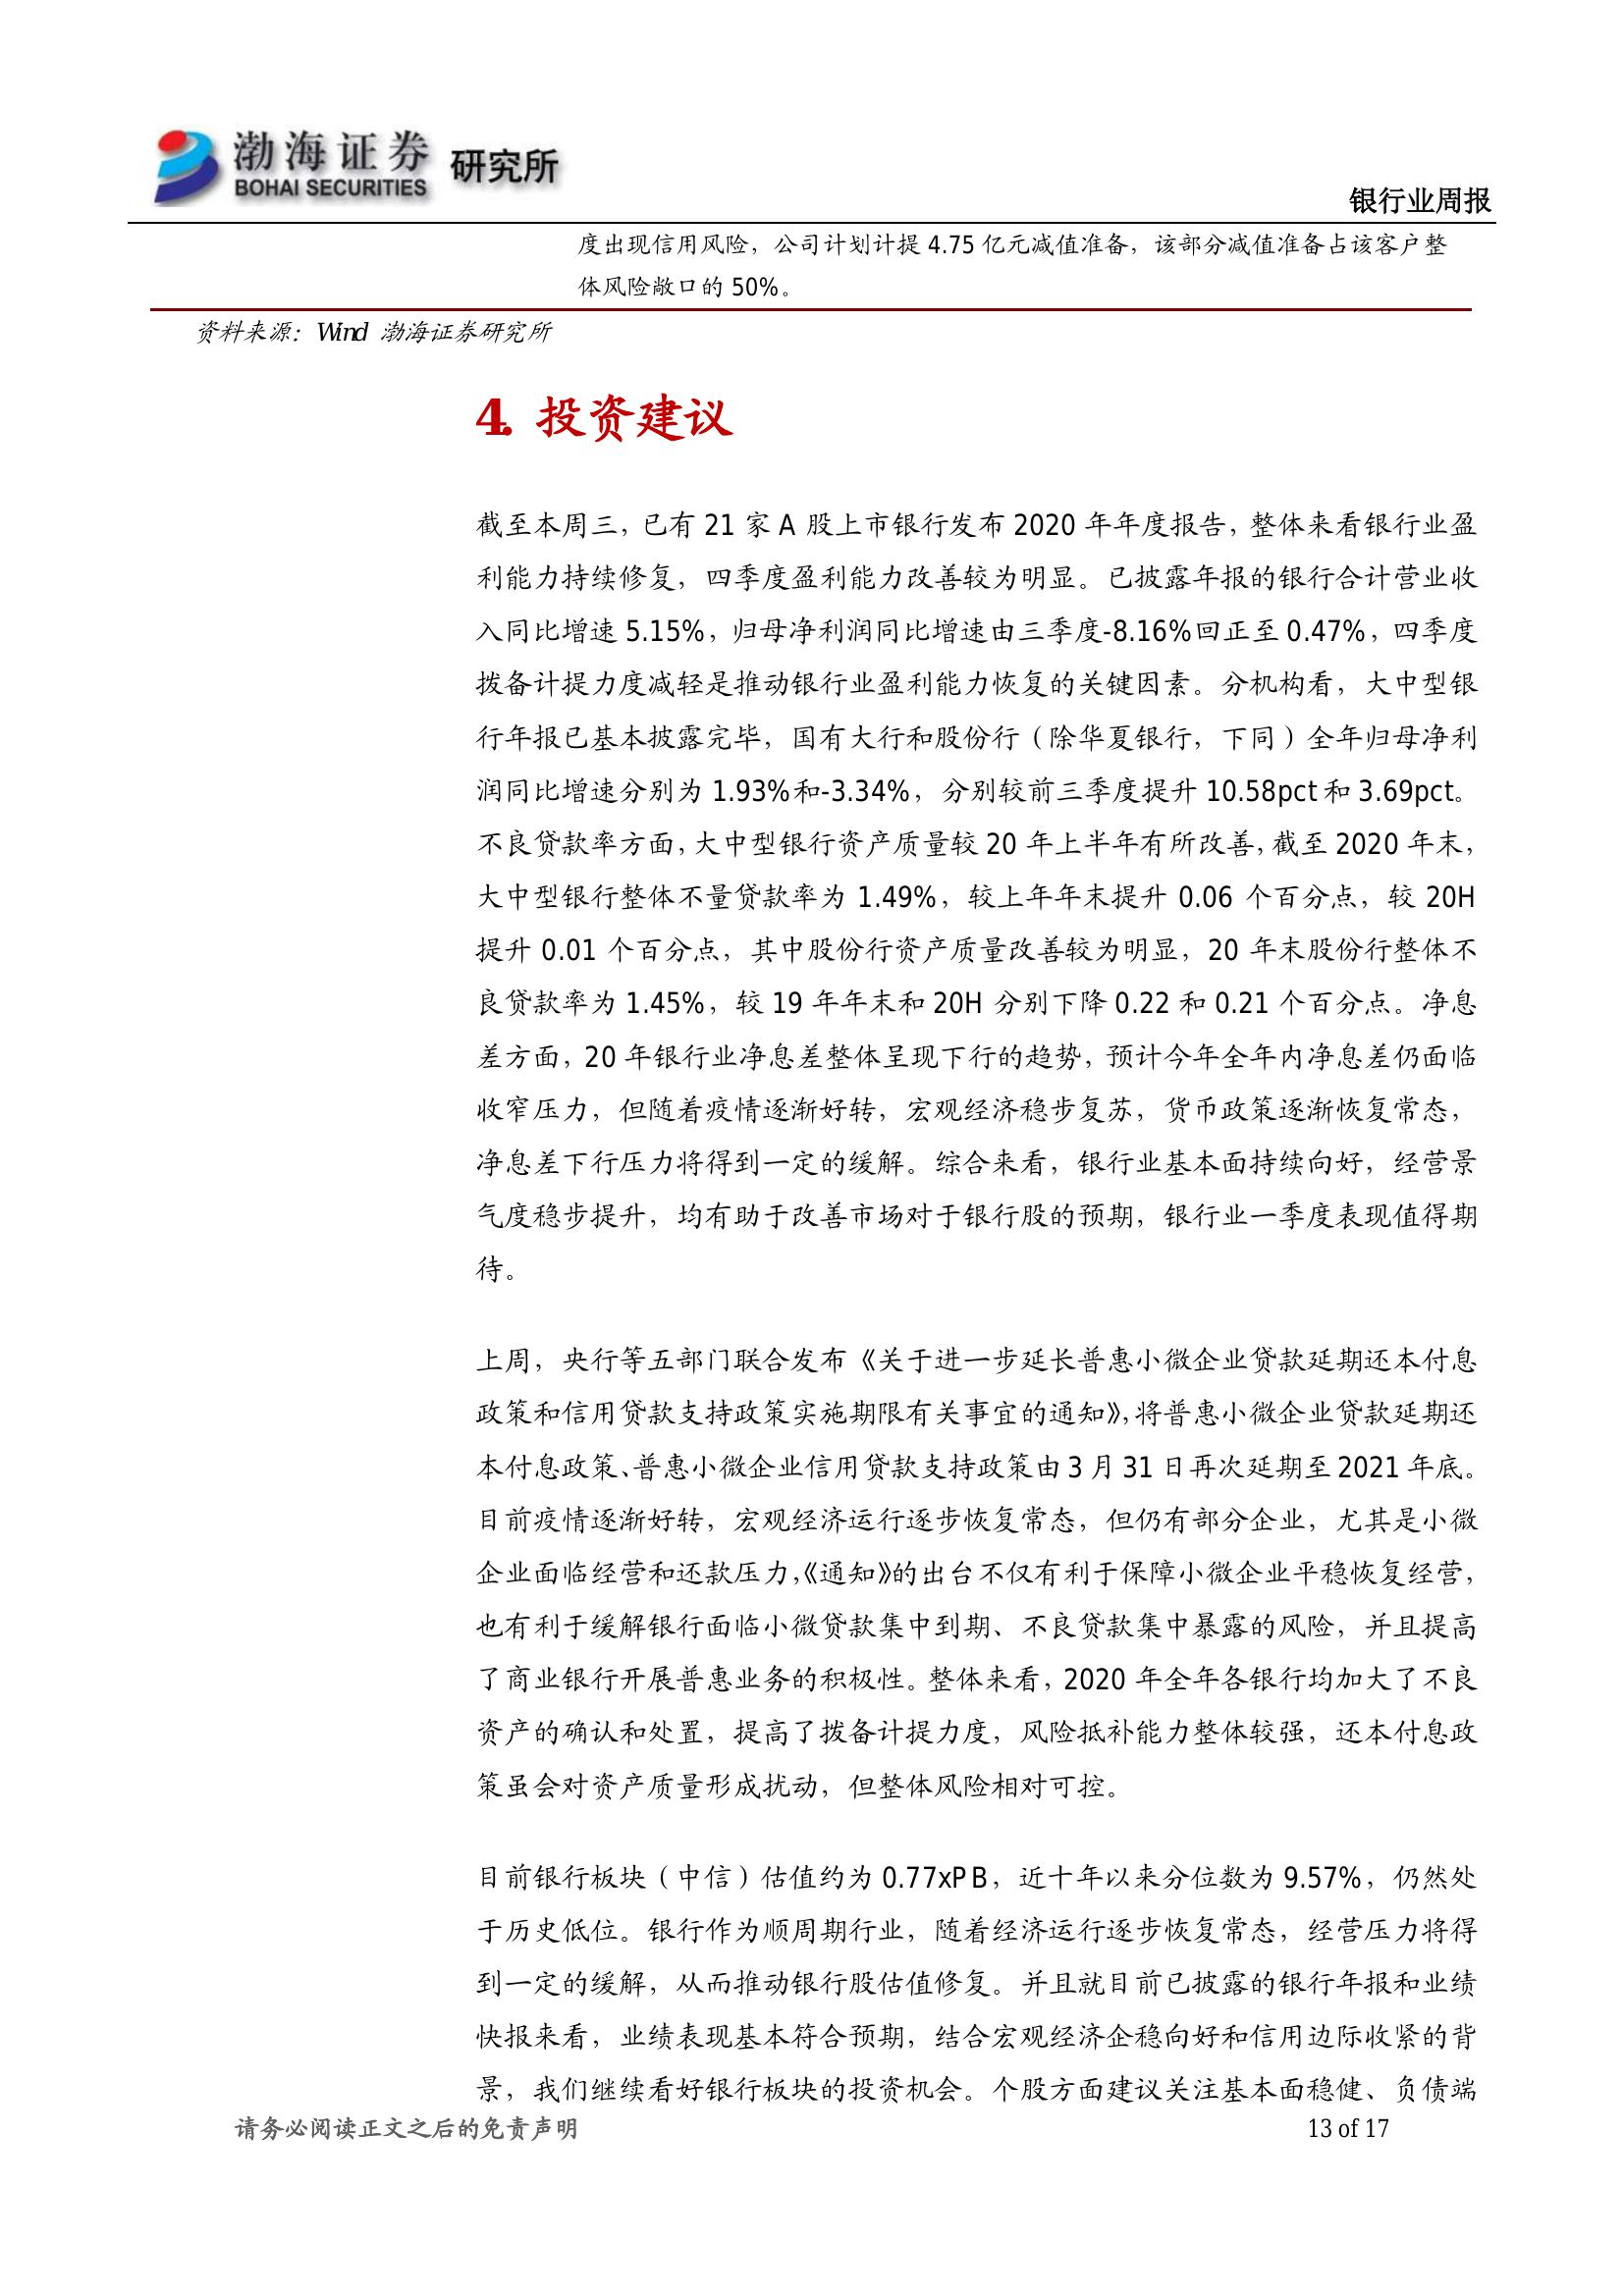 渤海证券
BOHAI SECURITIES
研究所
银行业周报
度出现信用风险，公司计划计提 4.75 亿元减值准备，该部分减值准备占该客户整
体风险敞口的 50%。
资料来源：Wind 渤海证券研究所
4. 投资建议
截至本周三，已有 21 家 A 股上市银行发布 2020 年年度报告，整体来看银行业盈
利能力持续修复，四季度盈利能力改善较为明显。已披露年报的银行合计营业收
入同比增速 5.15%，归母净利润同比增速由三季度-8.16%回正至 0.47%，四季度
拨备计提力度减轻是推动银行业盈利能力恢复的关键因素。分机构看，大中型银
行年报已基本披露完毕，国有大行和股份行（除华夏银行，下同）全年归母净利
润同比增速分别为 1.93%和-3.34%，分别较前三季度提升 10.58pct 和 3.69pct。
不良贷款率方面，大中型银行资产质量较 20 年上半年有所改善，截至 2020 年末，
大中型银行整体不量贷款率为 1.49%，较上年年末提升 0.06 个百分点，较 20H
提升 0.01 个百分点，其中股份行资产质量改善较为明显，20 年末股份行整体不
良贷款率为 1.45%，较 19 年年末和 20H 分别下降 0.22 和 0.21 个百分点。净息
差方面，20 年银行业净息差整体呈现下行的趋势，预计今年全年内净息差仍面临
收窄压力，但随着疫情逐渐好转，宏观经济稳步复苏，货币政策逐渐恢复常态，
净息差下行压力将得到一定的缓解。综合来看，银行业基本面持续向好，经营景
气度稳步提升，均有助于改善市场对于银行股的预期，银行业一季度表现值得期
待。
上周，央行等五部门联合发布《关于进一步延长普惠小微企业贷款延期还本付息
政策和信用贷款支持政策实施期限有关事宜的通知》，将普惠小微企业贷款延期还
本付息政策、普惠小微企业信用贷款支持政策由 3 月 31 日再次延期至 2021 年底。
目前疫情逐渐好转，宏观经济运行逐步恢复常态，但仍有部分企业，尤其是小微
企业面临经营和还款压力，《通知》的出台不仅有利于保障小微企业平稳恢复经营，
也有利于缓解银行面临小微贷款集中到期、不良贷款集中暴露的风险，并且提高
了商业银行开展普惠业务的积极性。整体来看，2020 年全年各银行均加大了不良
资产的确认和处置，提高了拨备计提力度，风险抵补能力整体较强，还本付息政
策虽会对资产质量形成扰动，但整体风险相对可控。
目前银行板块（中信）估值约为 0.77xPB，近十年以来分位数为 9.57%，仍然处
于历史低位。银行作为顺周期行业，随着经济运行逐步恢复常态，经营压力将得
到一定的缓解，从而推动银行股估值修复。并且就目前已披露的银行年报和业绩
快报来看，业绩表现基本符合预期，结合宏观经济企稳向好和信用边际收紧的背
景，我们继续看好银行板块的投资机会。个股方面建议关注基本面稳健、负债端
请务必阅读正文之后的免责声明
13 of 17